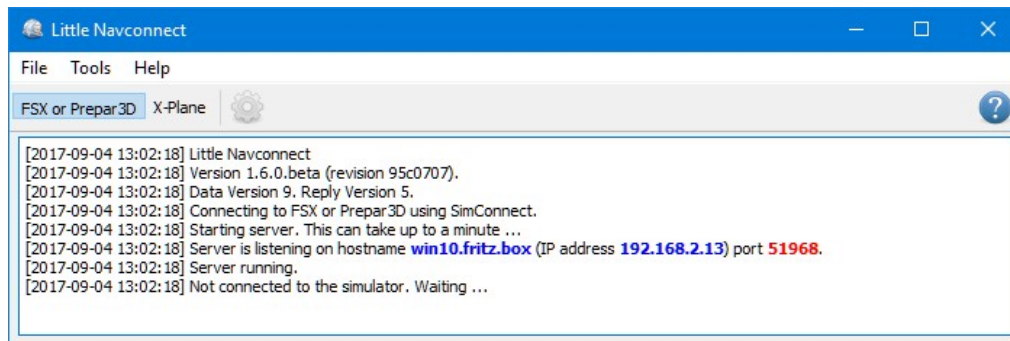 Little Navconnect
File Tools Help
FSX or Prepar3D X-Plane ?
[2017-09-04 13:02:18] Little Navconnect
[2017-09-04 13:02:18] Version 1.6.0.beta (revision 95c0707).
[2017-09-04 13:02:18] Data Version 9. Reply Version 5.
[2017-09-04 13:02:18] Connecting to FSX or Prepar3D using SimConnect.
[2017-09-04 13:02:18] Starting server. This can take up to a minute ...
[2017-09-04 13:02:18] Server is listening on hostname win10.fritz.box (IP address 192.168.2.13) port 51968.
[2017-09-04 13:02:18] Server running.
[2017-09-04 13:02:18] Not connected to the simulator. Waiting ...